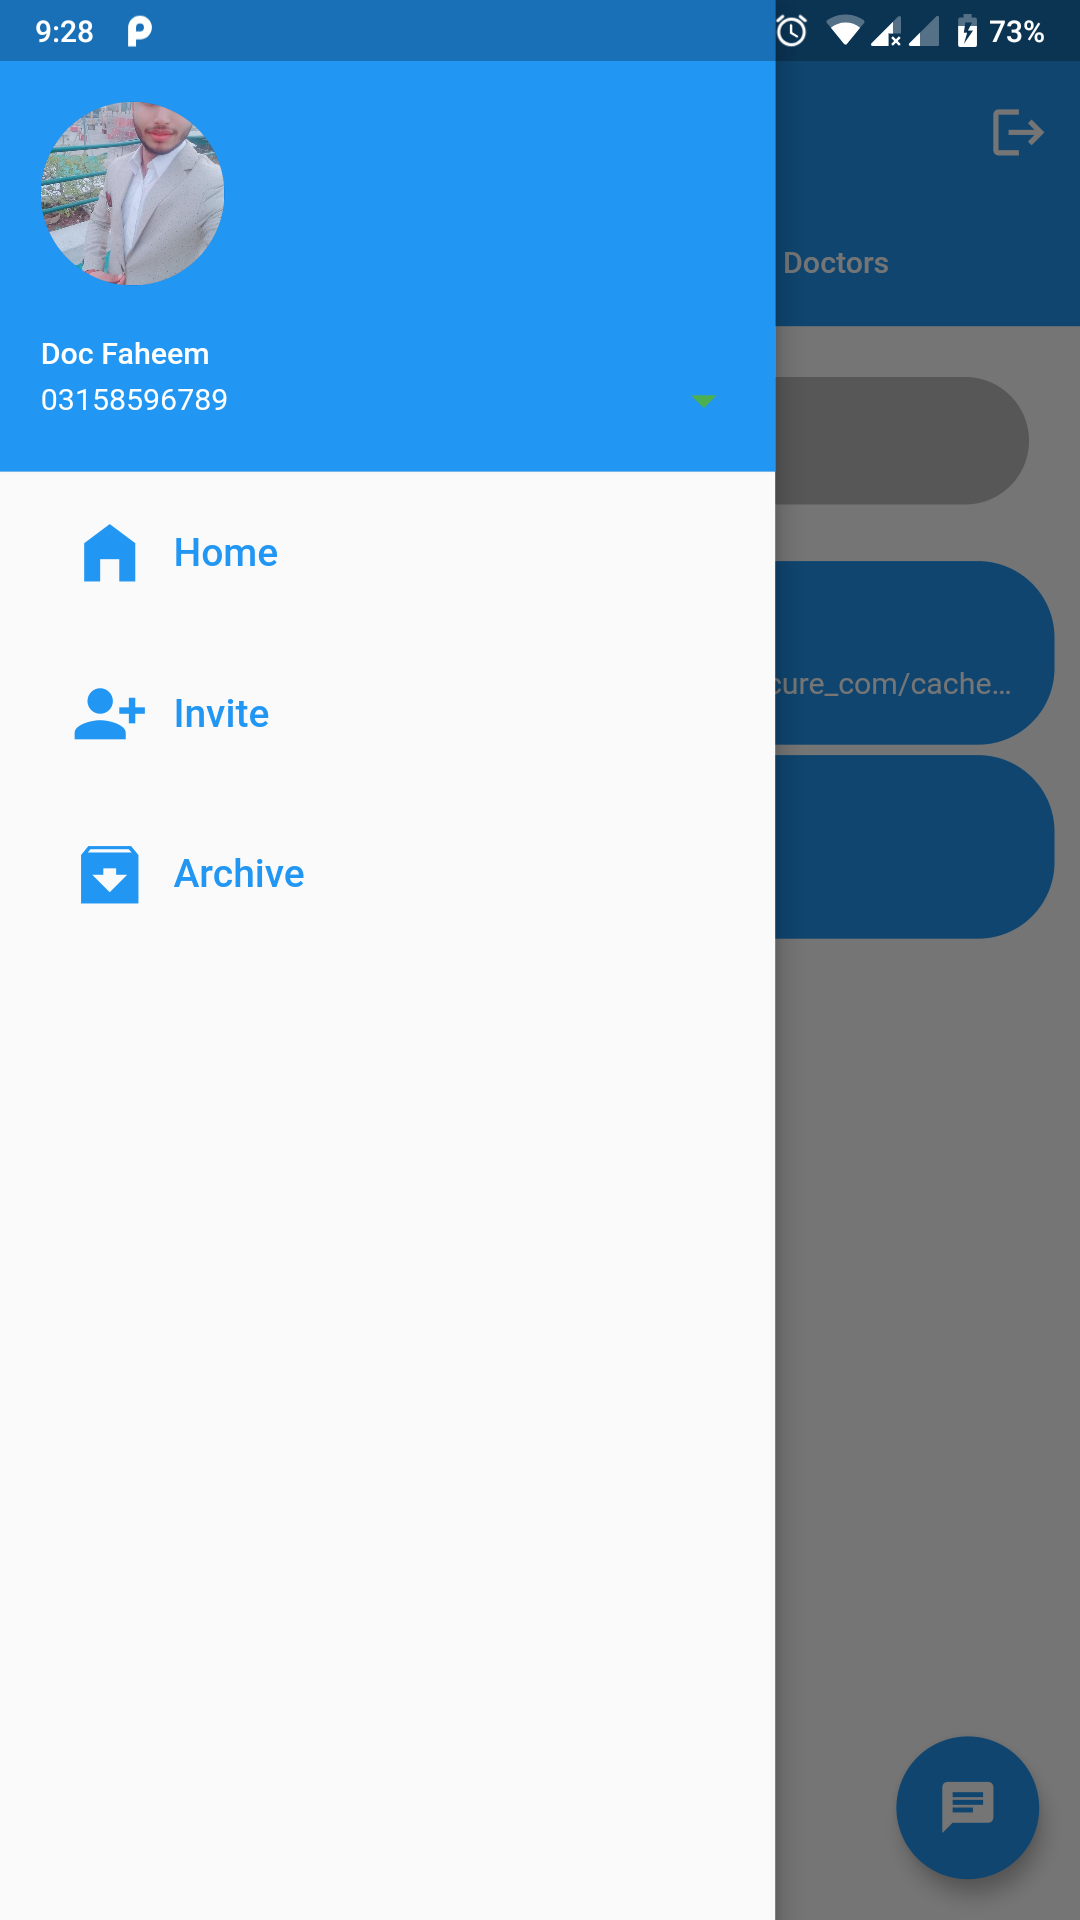 9:28
73%
Doctors
Doc Faheem
03158596789
Home
cure_com/cache...
Invite
Archive